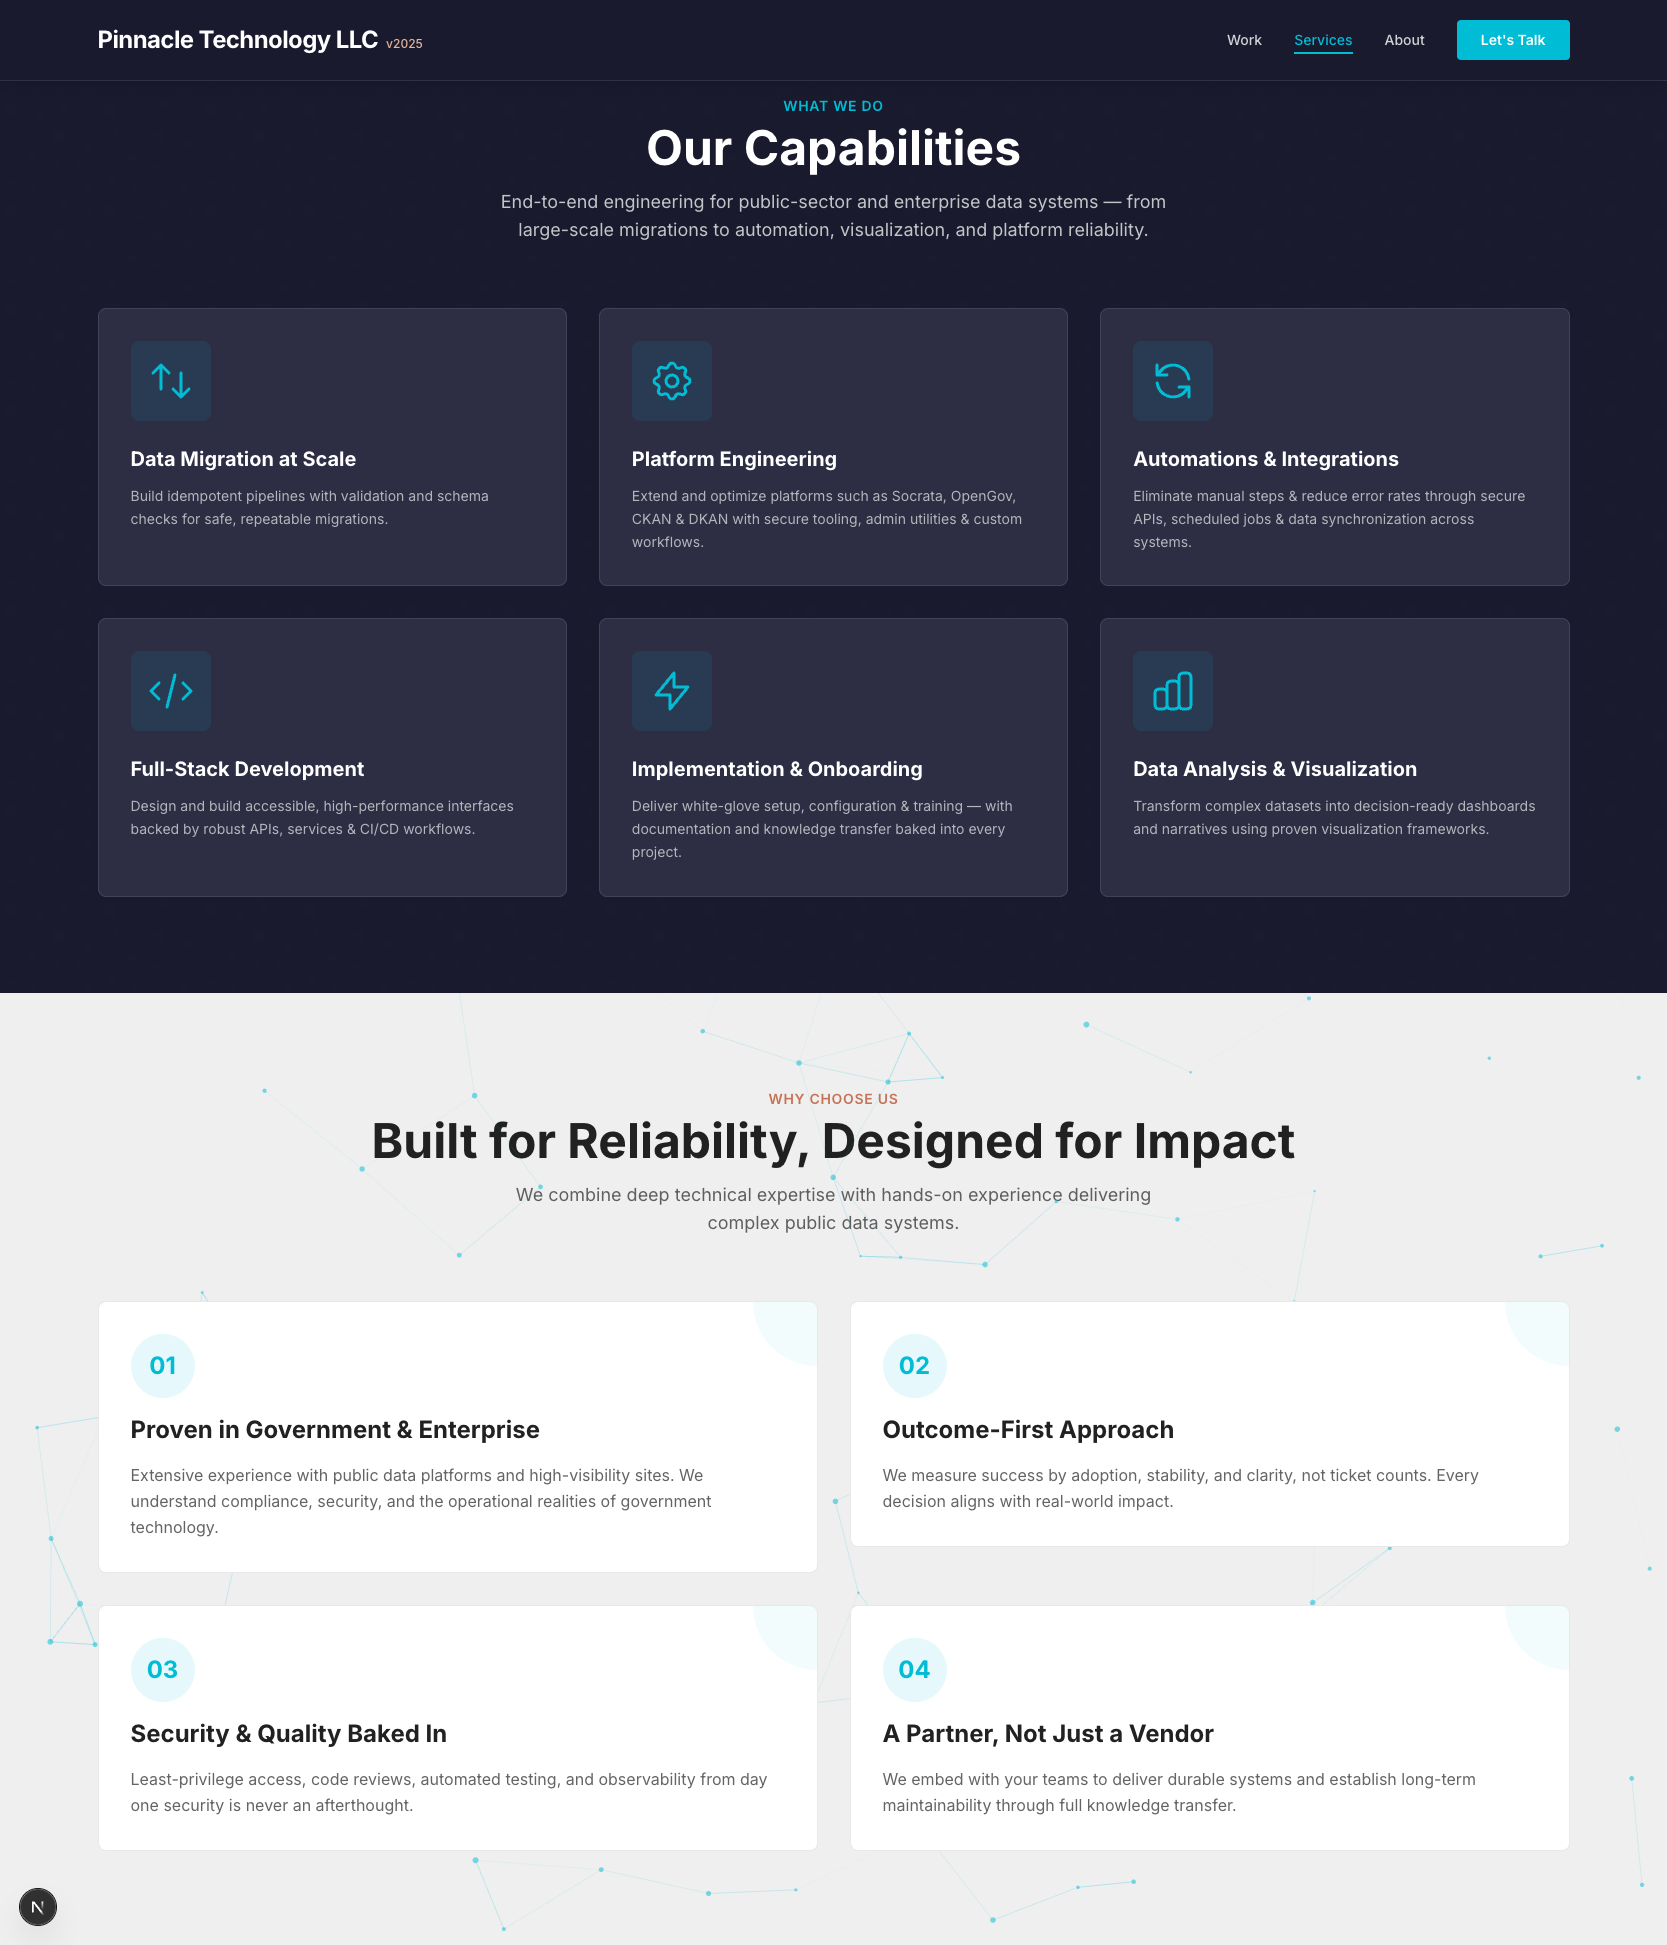 Pinnacle Technology LLC v2025
Work
Services
About
Let's Talk
WHAT WE DO
Our Capabilities
End-to-end engineering for public-sector and enterprise data systems — from
large-scale migrations to automation, visualization, and platform reliability.
Data Migration at Scale
Build idempotent pipelines with validation and schema
checks for safe, repeatable migrations.
Platform Engineering
Extend and optimize platforms such as Socrata, OpenGov,
CKAN & DKAN with secure tooling, admin utilities & custom
workflows.
Automations & Integrations
Eliminate manual steps & reduce error rates through secure
APIs, scheduled jobs & data synchronization across
systems.
Full-Stack Development
Design and build accessible, high-performance interfaces
backed by robust APIs, services & CI/CD workflows.
Implementation & Onboarding
Deliver white-glove setup, configuration & training — with
documentation and knowledge transfer baked into every
project.
Data Analysis & Visualization
Transform complex datasets into decision-ready dashboards
and narratives using proven visualization frameworks.
WHY CHOOSE US
Built for Reliability, Designed for Impact
We combine deep technical expertise with hands-on experience delivering
complex public data systems.
01
Proven in Government & Enterprise
Extensive experience with public data platforms and high-visibility sites. We
understand compliance, security, and the operational realities of government
technology.
02
Outcome-First Approach
We measure success by adoption, stability, and clarity, not ticket counts. Every
decision aligns with real-world impact.
03
Security & Quality Baked In
Least-privilege access, code reviews, automated testing, and observability from day
one security is never an afterthought.
04
A Partner, Not Just a Vendor
We embed with your teams to deliver durable systems and establish long-term
maintainability through full knowledge transfer.
N